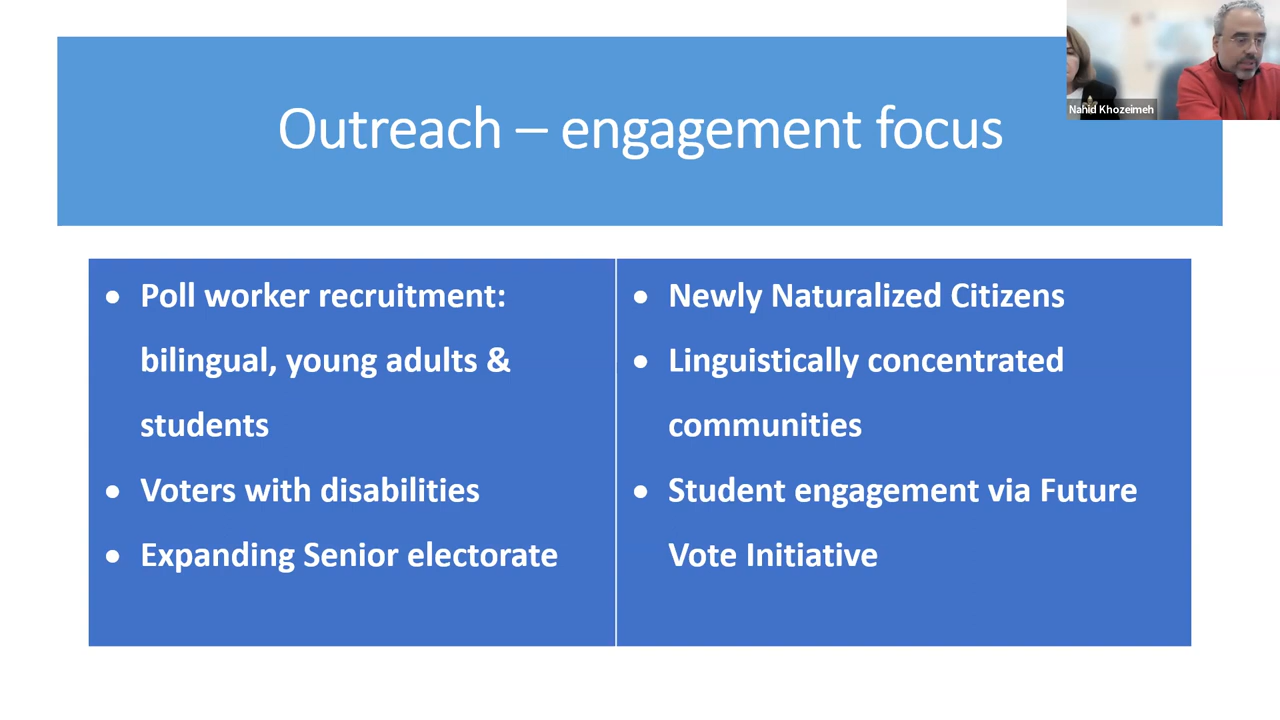 Outreach – engagement focus
Nahid Khozeimeh
• Poll worker recruitment:
bilingual, young adults &
students
• Voters with disabilities
• Expanding Senior electorate
• Newly Naturalized Citizens
• Linguistically concentrated
communities
• Student engagement via Future
Vote Initiative